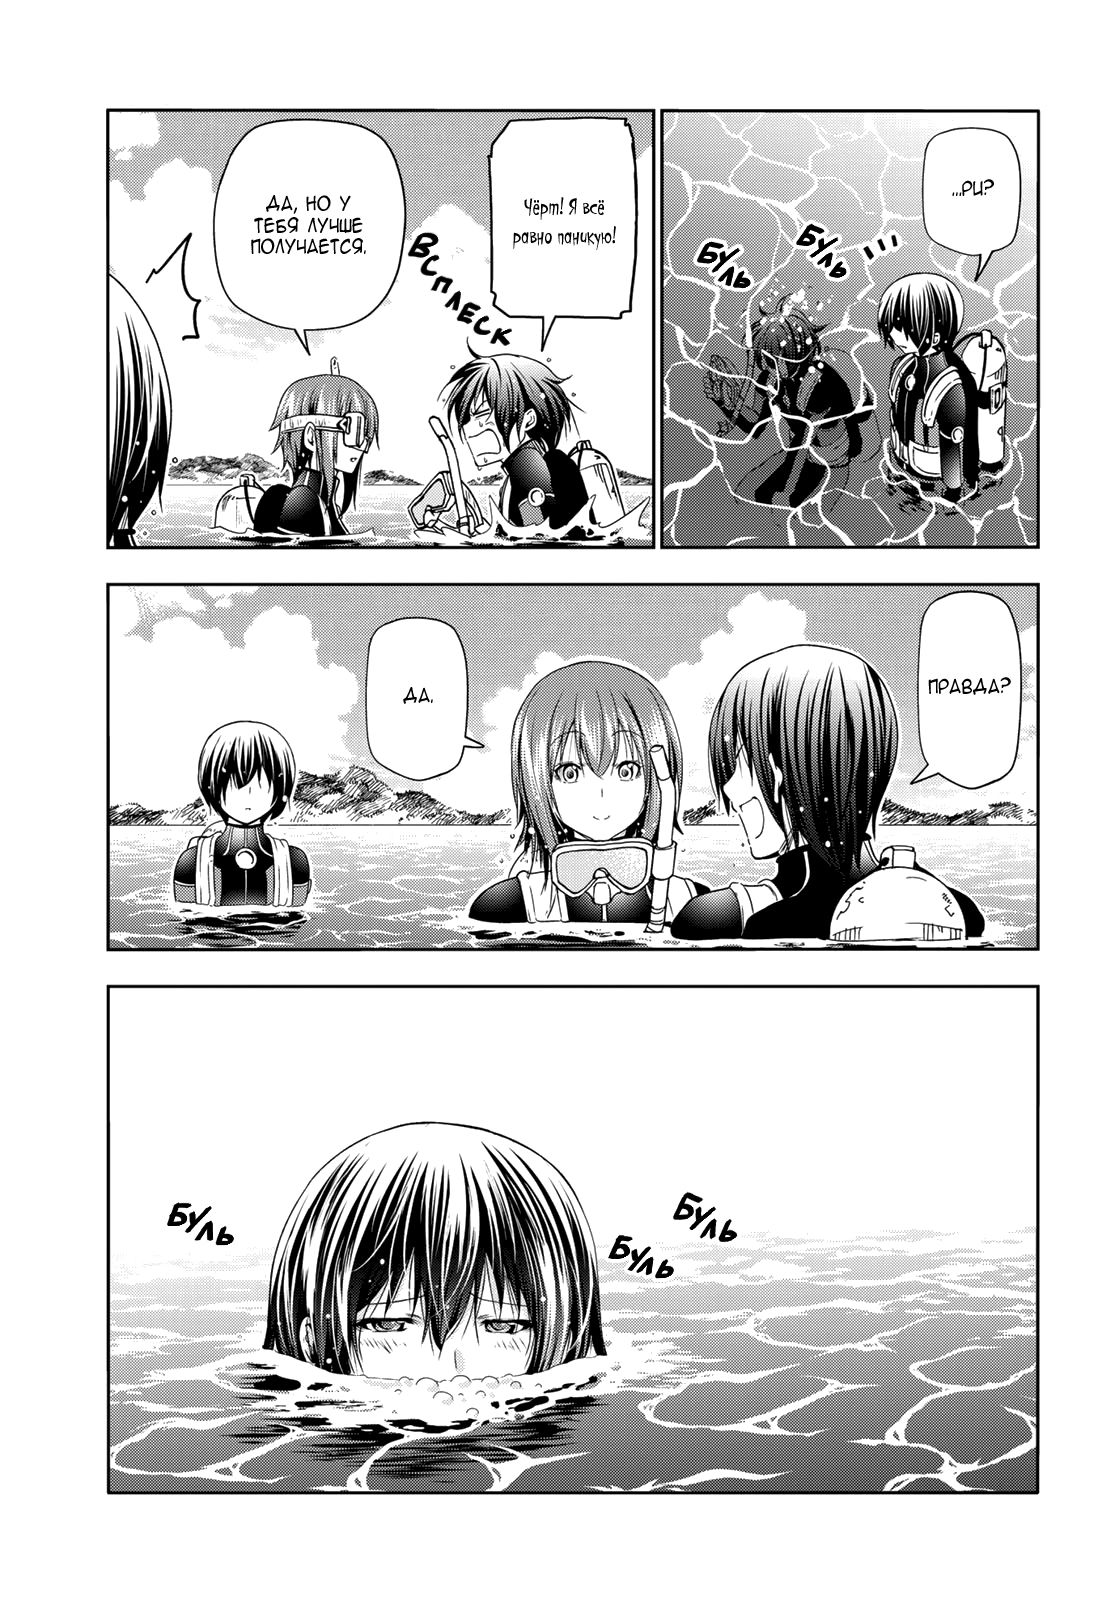 ...РИ?
БУЛЬ
БУЛЬ
Чёрт! Я всё
равно паникую!
ВСПЛЕСК
ДА, НО У
ТЕБЯ ЛУЧШЕ
ПОЛУЧАЕТСЯ.
ПРАВДА?
ДА.
БУЛЬ
БУЛЬ
БУЛЬ